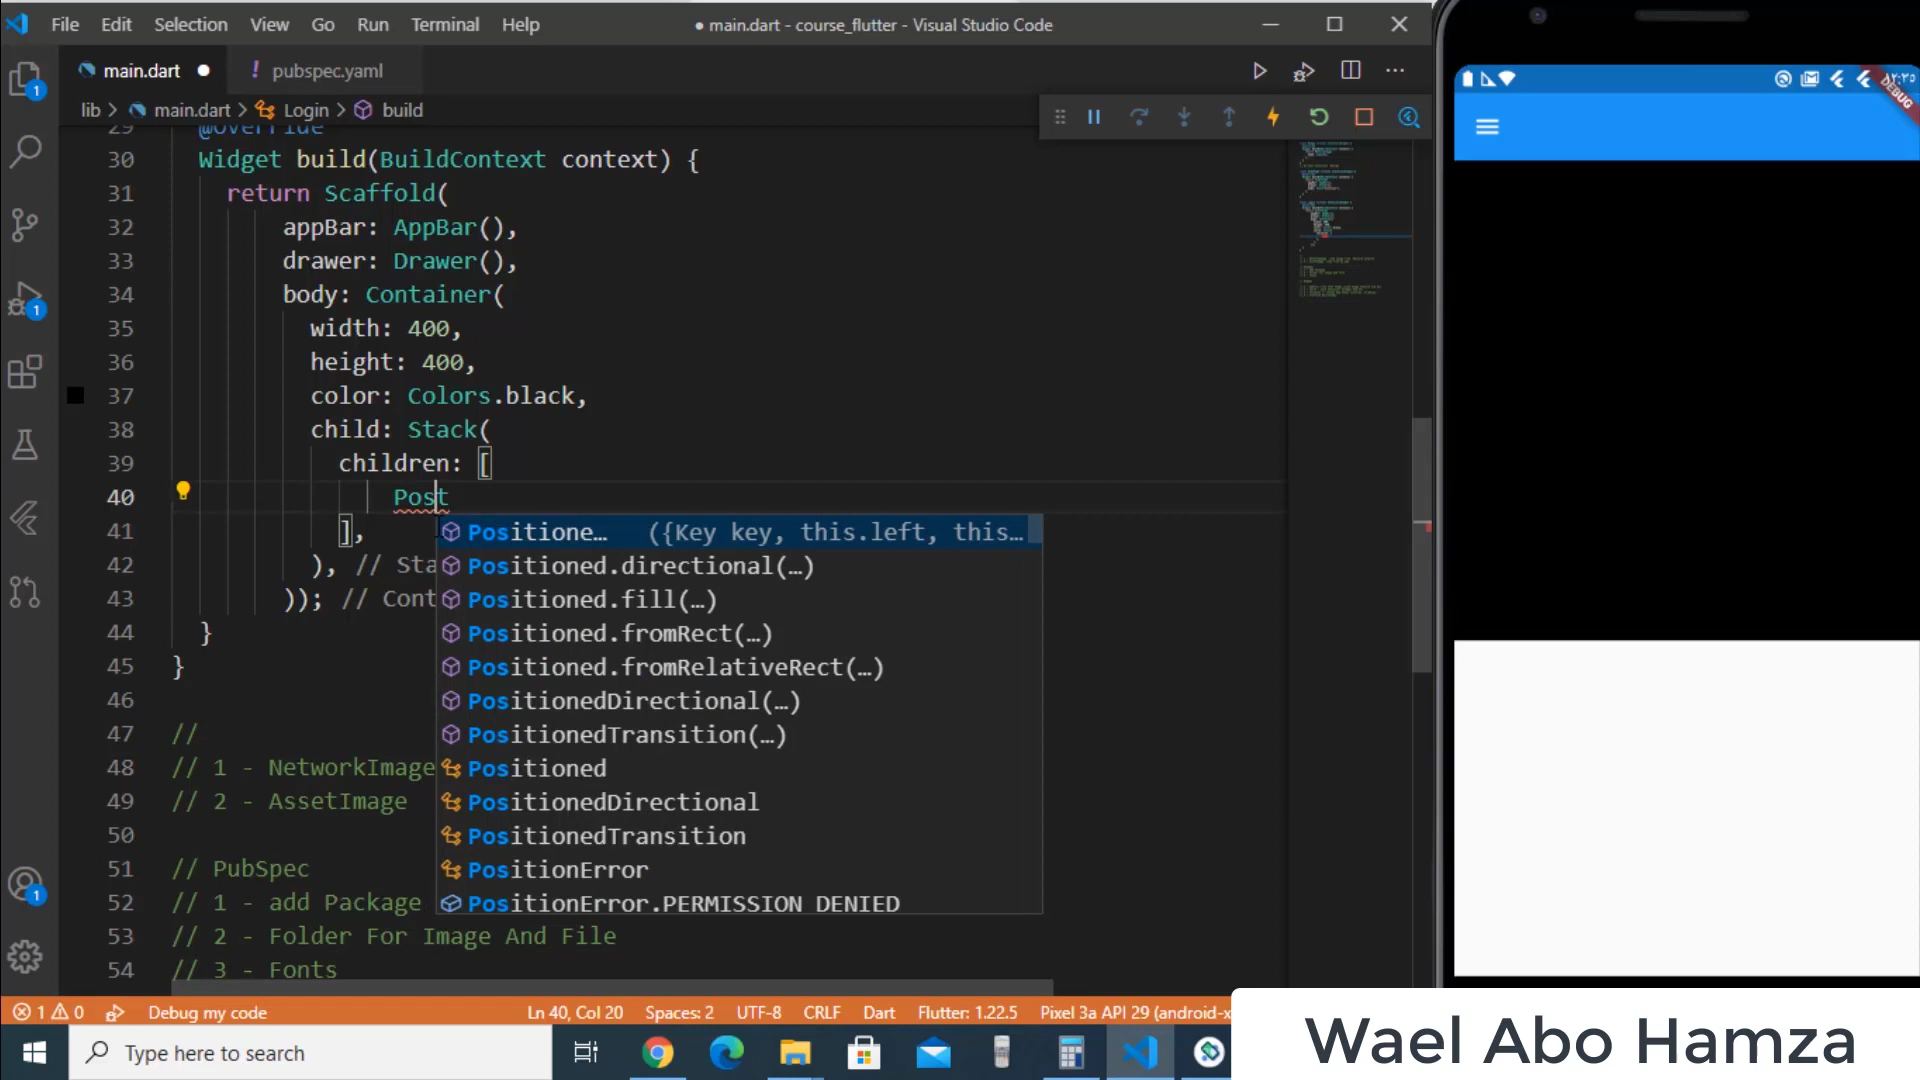 File Edit Selection View Go Run Terminal Help
● main.dart - course_flutter - Visual Studio Code
main.dart
! pubspec.yaml
lib > main.dart > Login > build
29 @override
30 Widget build(BuildContext context) {
31 return Scaffold(
32 appBar: AppBar(),
33 drawer: Drawer(),
34 body: Container(
35 width: 400,
36 height: 400,
37 color: Colors.black,
38 child: Stack(
39 children: [
40 Post
41 ],
42 ), // Sta
43 )); // Cont
44 }
45 }
46
47 //
48 // 1 - NetworkImage
49 // 2 - AssetImage
50
51 // PubSpec
52 // 1 - add Package
53 // 2 - Folder For Image And File
54 // 3 - Fonts
Positione… ({Key key, this.left, this…
Positioned.directional(…)
Positioned.fill(…)
Positioned.fromRect(…)
Positioned.fromRelativeRect(…)
PositionedDirectional(…)
PositionedTransition(…)
Positioned
PositionedDirectional
PositionedTransition
PositionError
PositionError.PERMISSION_DENIED
1
1
1
DEBUG
1 0 Debug my code
Ln 40, Col 20 Spaces: 2 UTF-8 CRLF Dart Flutter: 1.22.5 Pixel 3a API 29 (android-x
Type here to search
Wael Abo Hamza